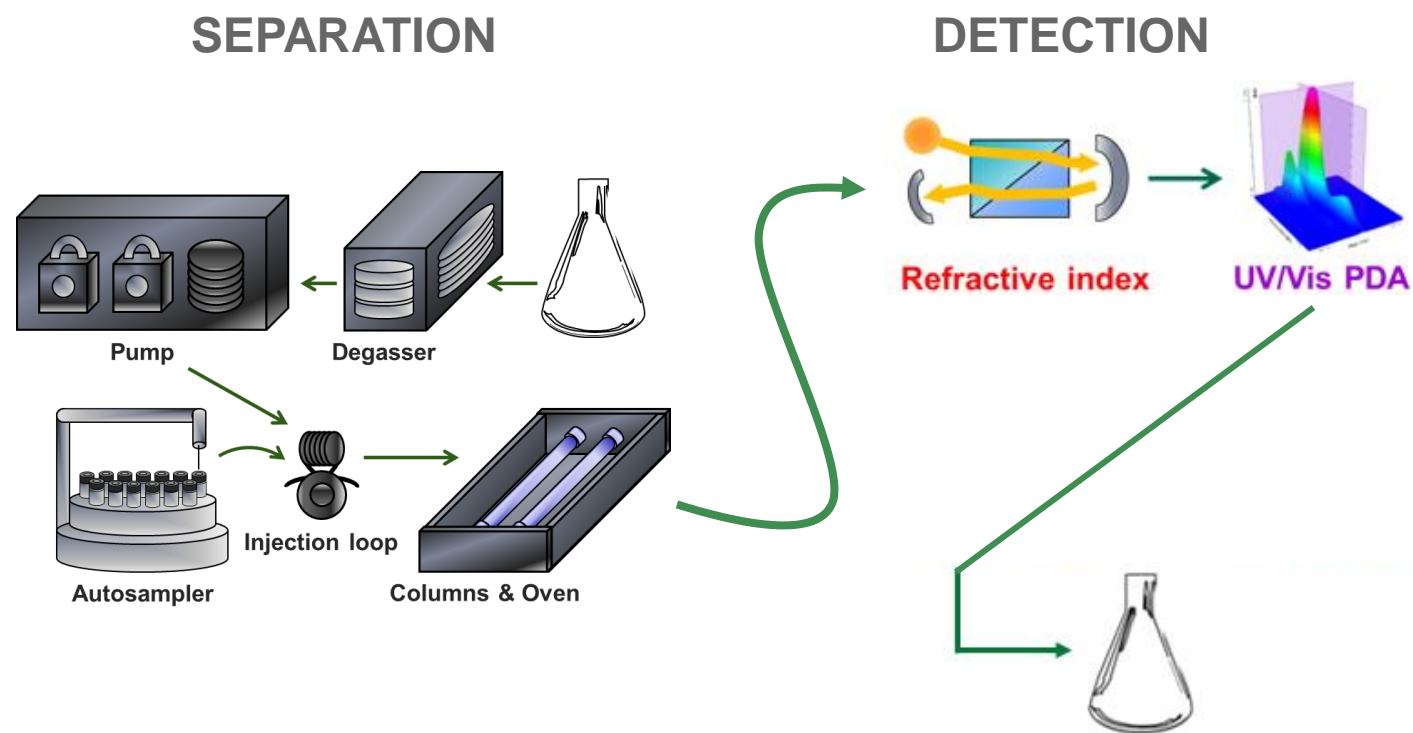 SEPARATION
DETECTION
Refractive index
UV/Vis PDA
Pump
Degasser
Injection loop
Autosampler
Columns & Oven